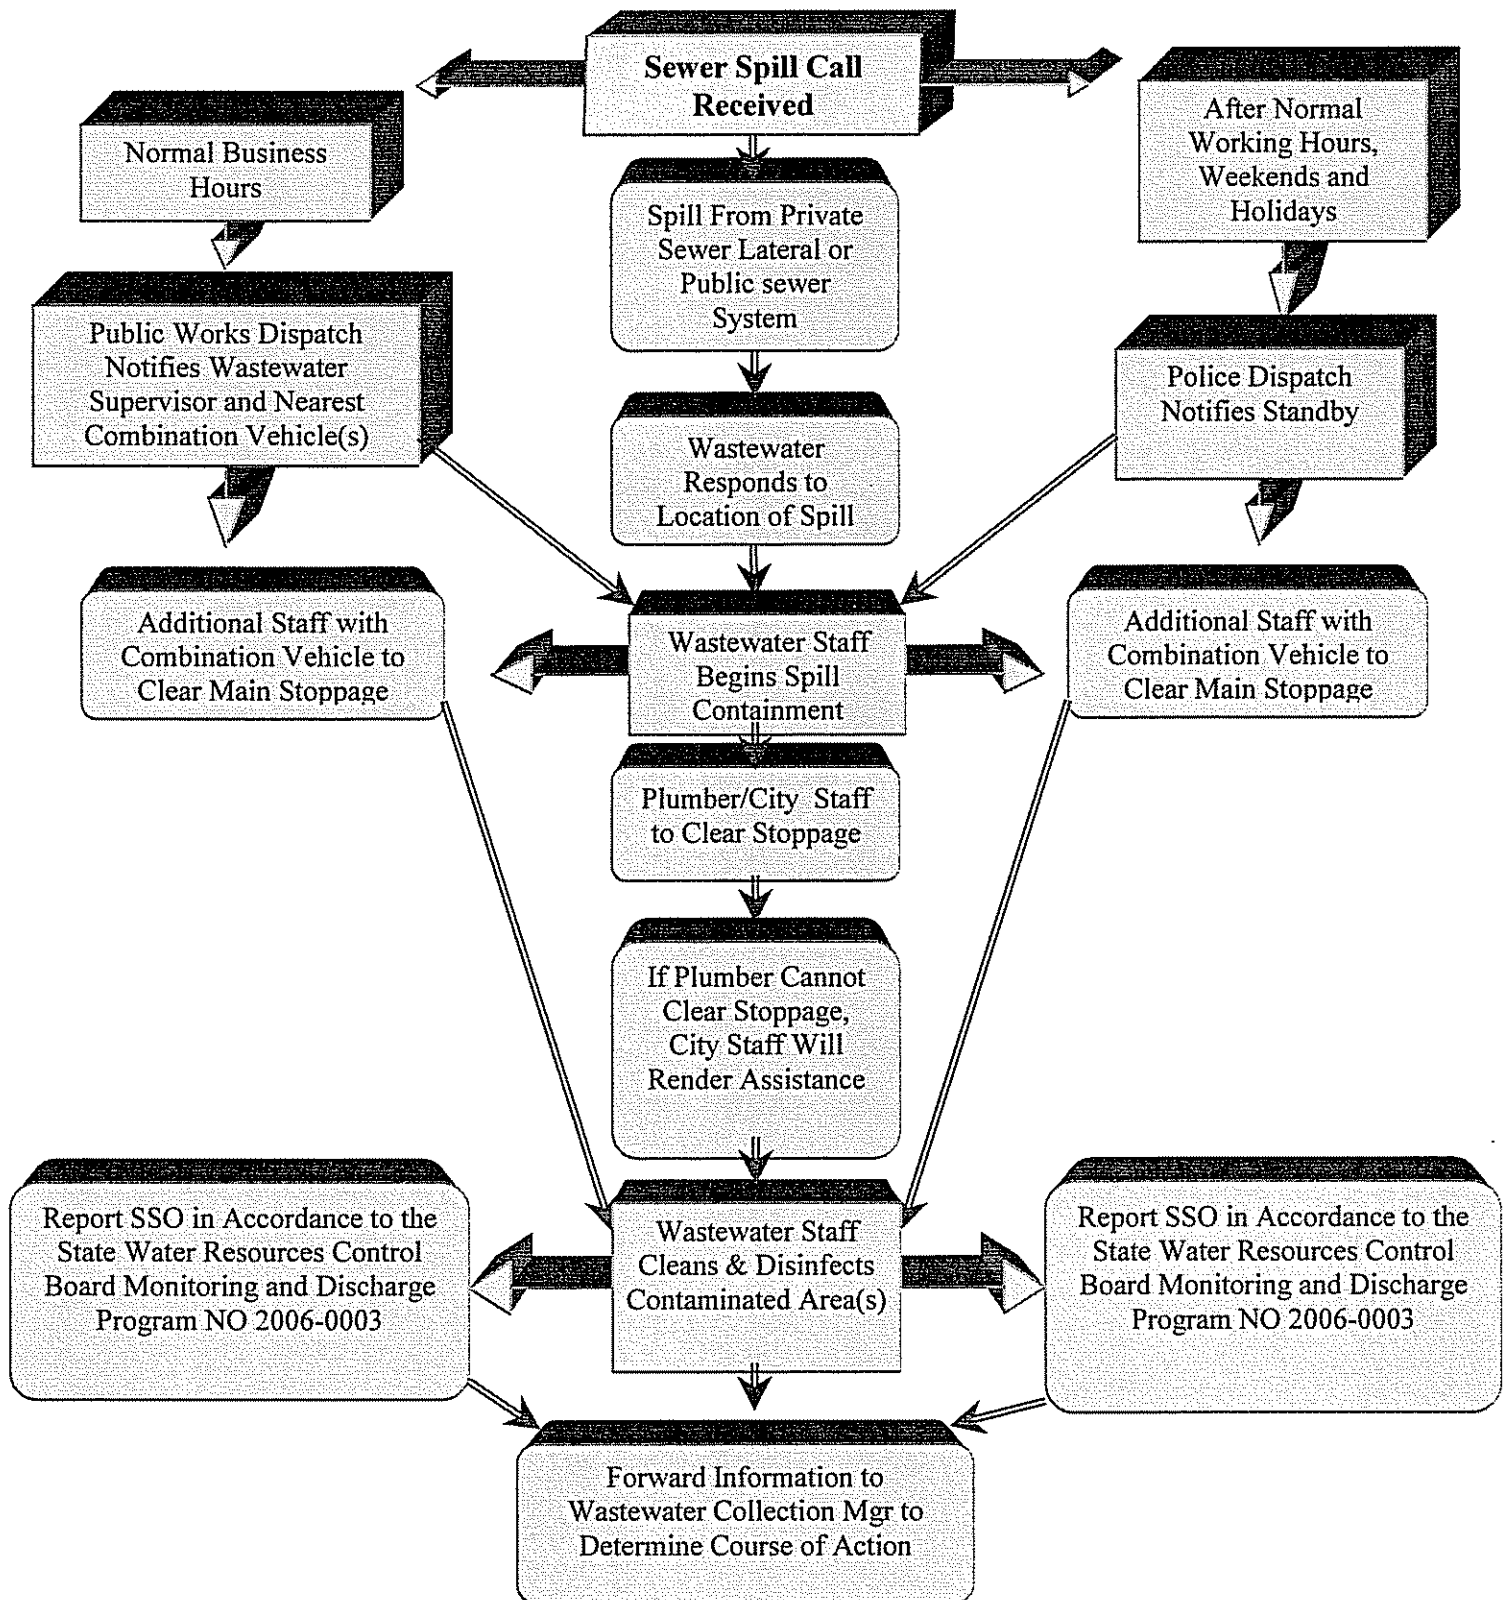 Sewer Spill Call
Received
Normal Business
Hours
After Normal
Working Hours,
Weekends and
Holidays
Spill From Private
Sewer Lateral or
Public sewer
System
Public Works Dispatch
Notifies Wastewater
Supervisor and Nearest
Combination Vehicle(s)
Police Dispatch
Notifies Standby
Wastewater
Responds to
Location of Spill
Additional Staff with
Combination Vehicle to
Clear Main Stoppage
Wastewater Staff
Begins Spill
Containment
Additional Staff with
Combination Vehicle to
Clear Main Stoppage
Plumber/City Staff
to Clear Stoppage
If Plumber Cannot
Clear Stoppage,
City Staff Will
Render Assistance
Report SSO in Accordance to the
State Water Resources Control
Board Monitoring and Discharge
Program NO 2006-0003
Wastewater Staff
Cleans & Disinfects
Contaminated Area(s)
Report SSO in Accordance to the
State Water Resources Control
Board Monitoring and Discharge
Program NO 2006-0003
Forward Information to
Wastewater Collection Mgr to
Determine Course of Action